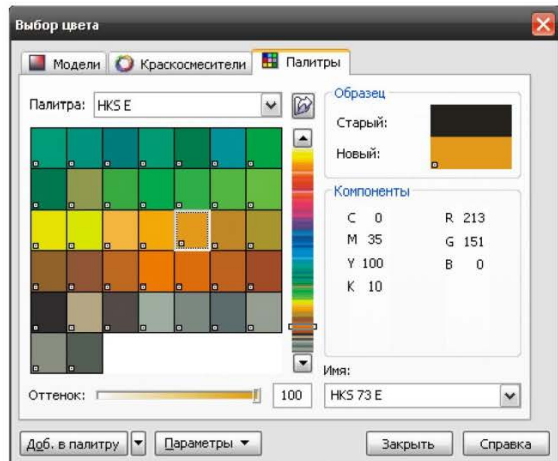 Выбор цвета
Модели Краскосмесители Палитры
Палитра: HKS E
Образец
Старый:
Новый:
Компоненты
C 0 R 213
M 35 G 151
Y 100 B 0
K 10
Имя:
Оттенок: 100 HKS 73 E
Доб. в палитру Параметры Закрыть Справка